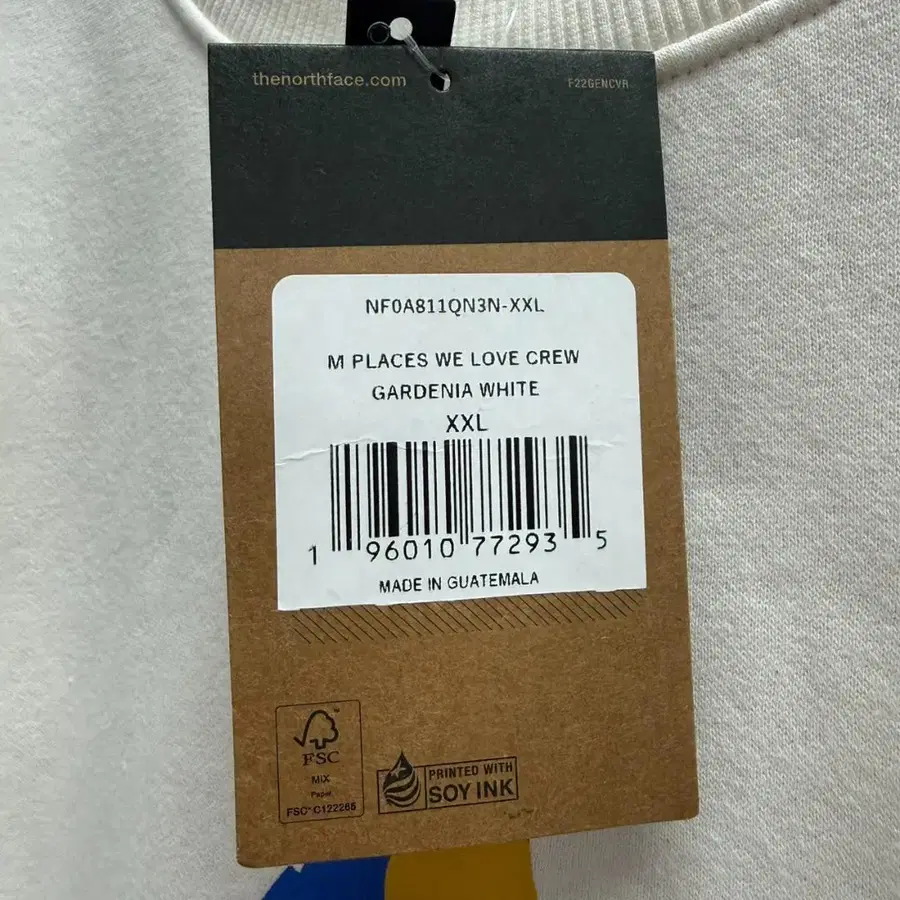 thenorthface.com
F22GENCVR
NF0A811QN3N-XXL
M PLACES WE LOVE CREW
GARDENIA WHITE
XXL
1 96010 77293 5
MADE IN GUATEMALA
FSC
MIX
Paper
FSC® C122265
PRINTED WITH
SOY INK